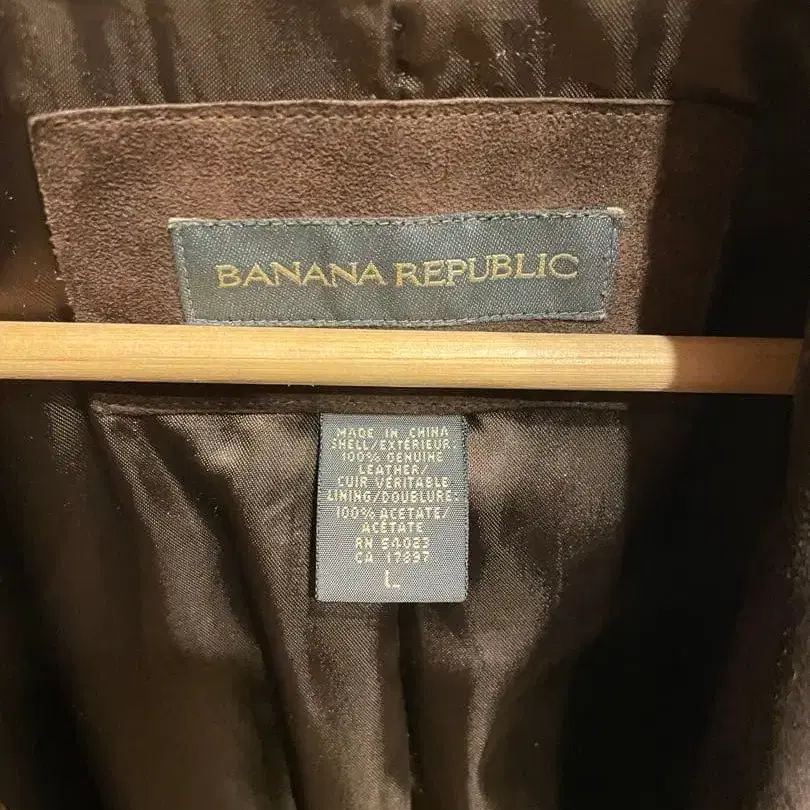 BANANA REPUBLIC
MADE IN CHINA
SHELL/EXTÉRIEUR:
100% GENUINE
LEATHER/
CUIR VÉRITABLE
LINING/DOUBLURE:
100% ACETATE/
ACÉTATE
RN 54023
CA 17897
L